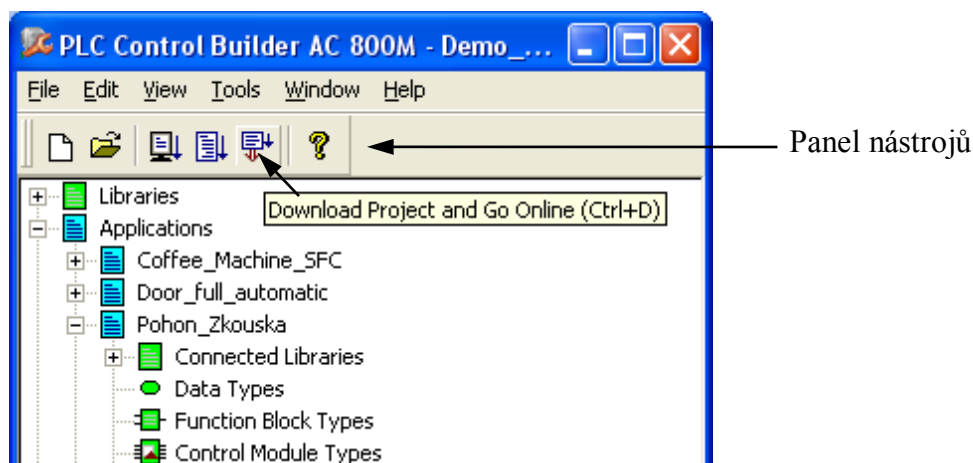 PLC Control Builder AC 800M - Demo_...
File Edit View Tools Window Help
Panel nástrojů
Download Project and Go Online (Ctrl+D)
Libraries
Applications
Coffee_Machine_SFC
Door_full_automatic
Pohon_Zkouska
Connected Libraries
Data Types
Function Block Types
Control Module Types